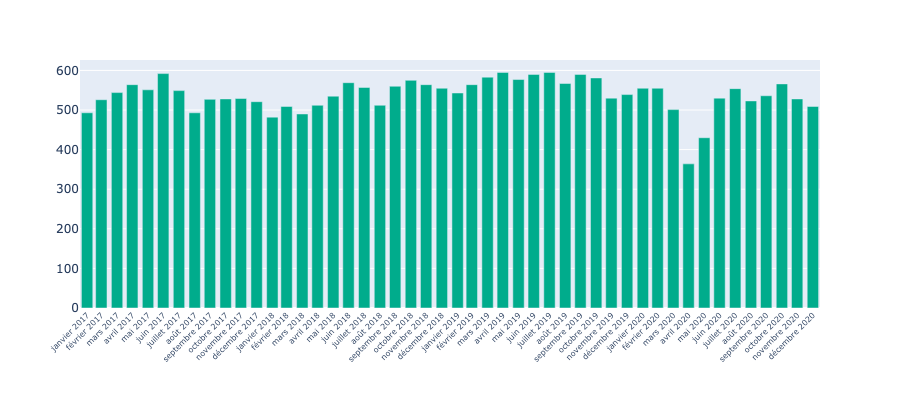 600
500
400
300
200
100
0
janvier 2017
février 2017
mars 2017
avril 2017
mai 2017
juin 2017
juillet 2017
août 2017
septembre 2017
octobre 2017
novembre 2017
décembre 2017
janvier 2018
février 2018
mars 2018
avril 2018
mai 2018
juin 2018
juillet 2018
août 2018
septembre 2018
octobre 2018
novembre 2018
décembre 2018
janvier 2019
février 2019
mars 2019
avril 2019
mai 2019
juin 2019
juillet 2019
août 2019
septembre 2019
octobre 2019
novembre 2019
décembre 2019
janvier 2020
février 2020
mars 2020
avril 2020
mai 2020
juin 2020
juillet 2020
août 2020
septembre 2020
octobre 2020
novembre 2020
décembre 2020